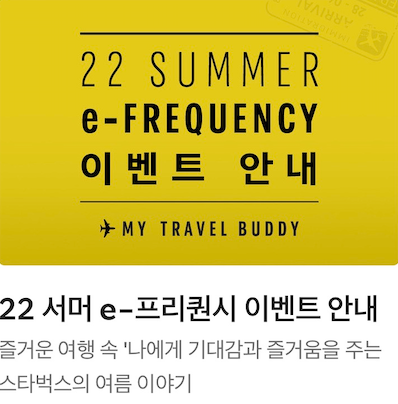 22 SUMMER
e-FREQUENCY
이벤트 안내
MY TRAVEL BUDDY
22 서머 e-프리퀀시 이벤트 안내
즐거운 여행 속 '나에게 기대감과 즐거움을 주는
스타벅스의 여름 이야기